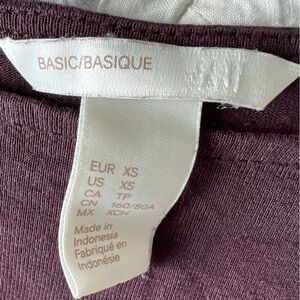 BASIC/BASIQUE
EUR XS
US XS
CA TP
CN 160/80A
MX XCH
Made in
Indonesia
Fabriqué en
Indonésie